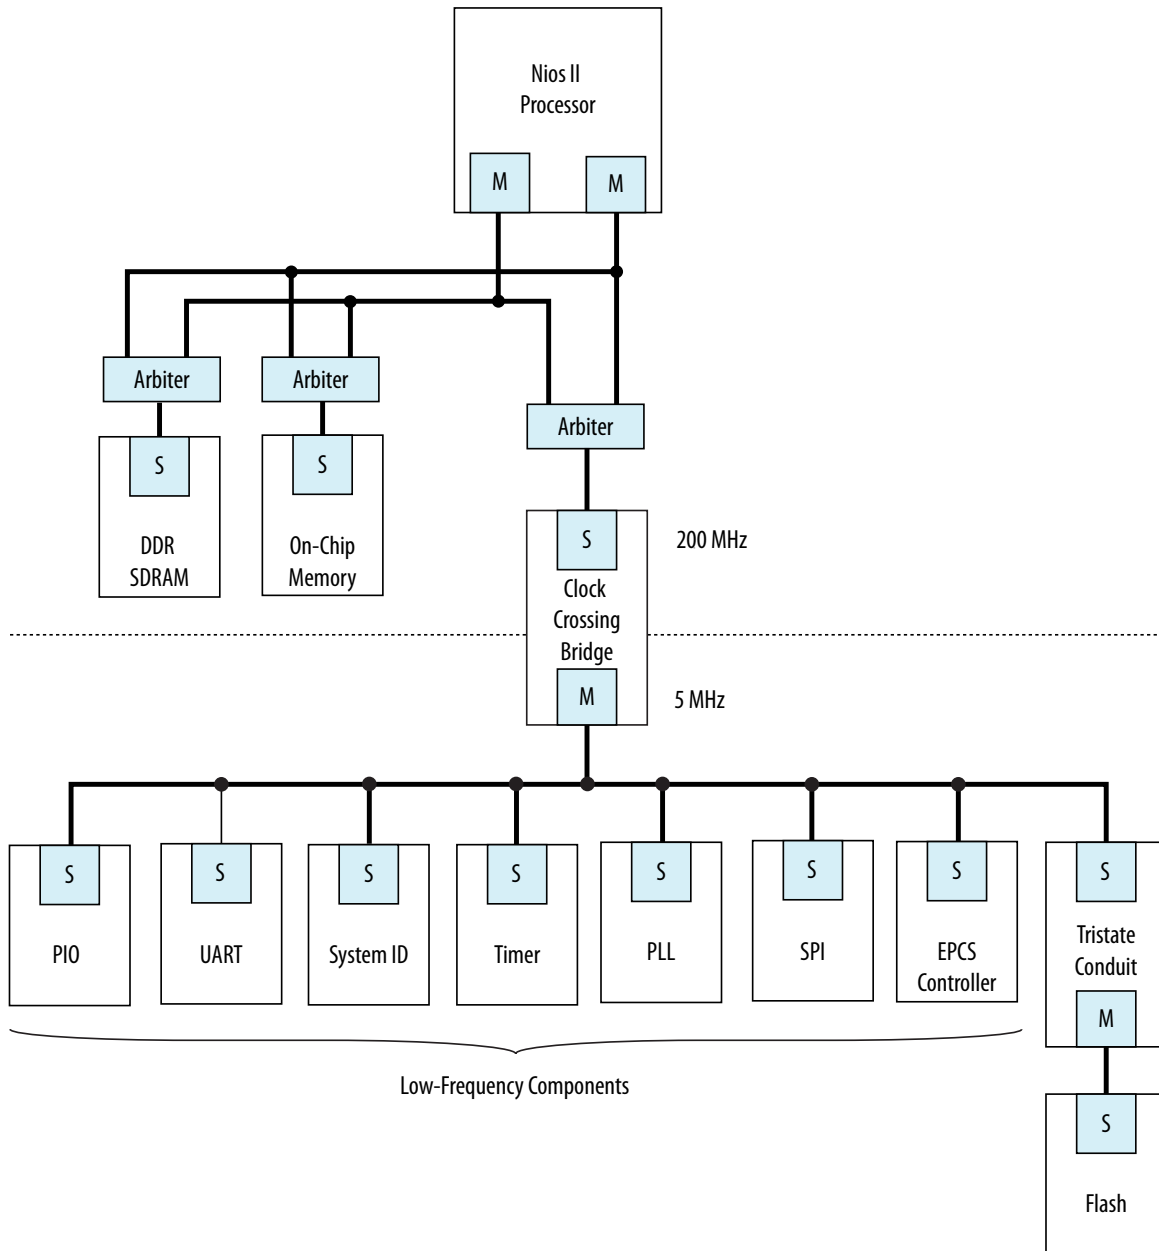 Nios II
Processor
M
M
Arbiter
Arbiter
Arbiter
S
S
DDR
SDRAM
On-Chip
Memory
S
200 MHz
Clock
Crossing
Bridge
M
5 MHz
S
S
S
S
S
S
S
S
PIO
UART
System ID
Timer
PLL
SPI
EPCS
Controller
Tristate
Conduit
M
Low-Frequency Components
S
Flash